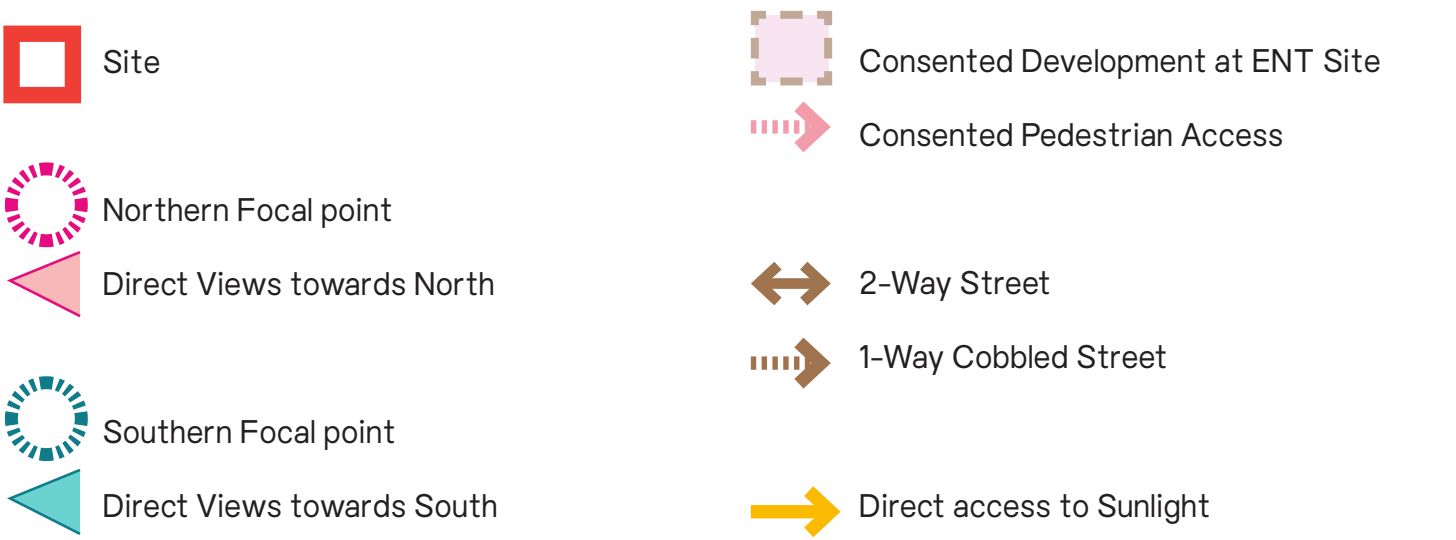 Site
Northern Focal point
Direct Views towards North
Southern Focal point
Direct Views towards South
Consented Development at ENT Site
Consented Pedestrian Access
2-Way Street
1-Way Cobbled Street
Direct access to Sunlight